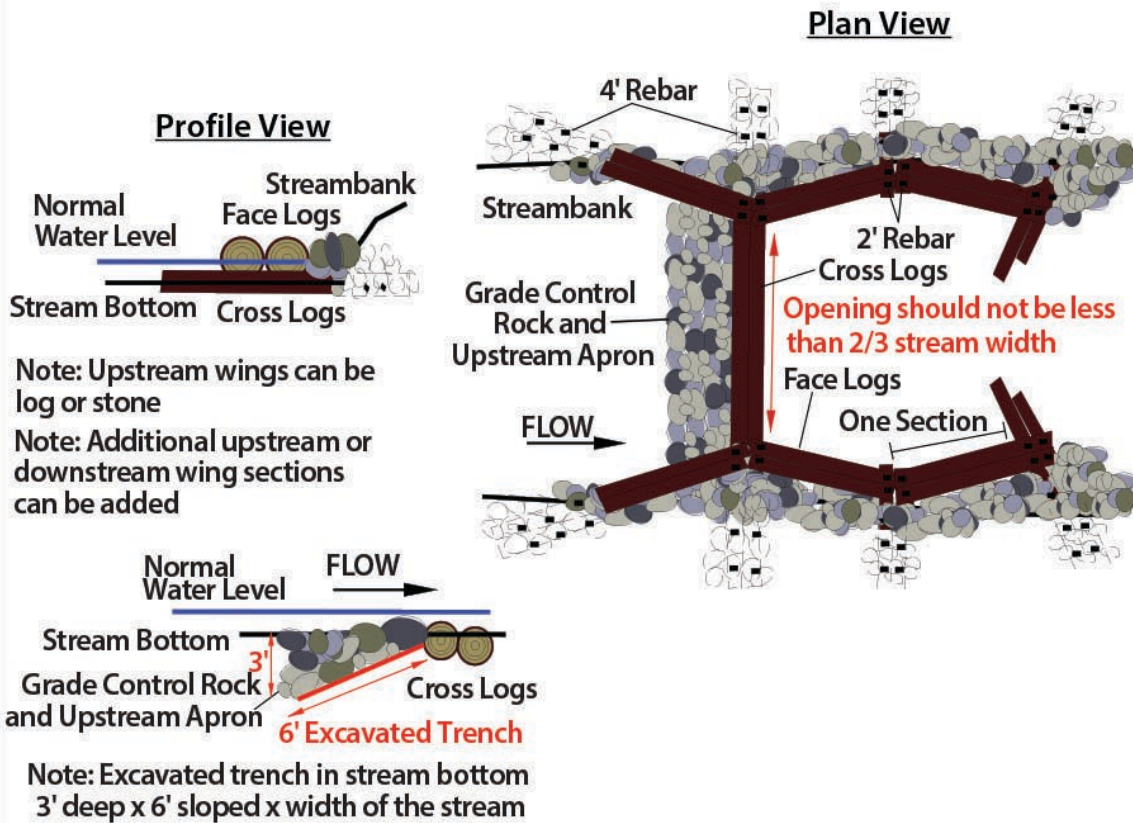 Plan View
4' Rebar
Streambank
2' Rebar
Cross Logs
Grade Control
Rock and
Upstream Apron
Opening should not be less
than 2/3 stream width
Face Logs
One Section
FLOW
Profile View
Streambank
Normal
Water Level
Face Logs
Stream Bottom
Cross Logs
Note: Upstream wings can be
log or stone
Note: Additional upstream or
downstream wing sections
can be added
Normal
Water Level
FLOW
Stream Bottom
3'
Grade Control Rock
and Upstream Apron
Cross Logs
6' Excavated Trench
Note: Excavated trench in stream bottom
3' deep x 6' sloped x width of the stream